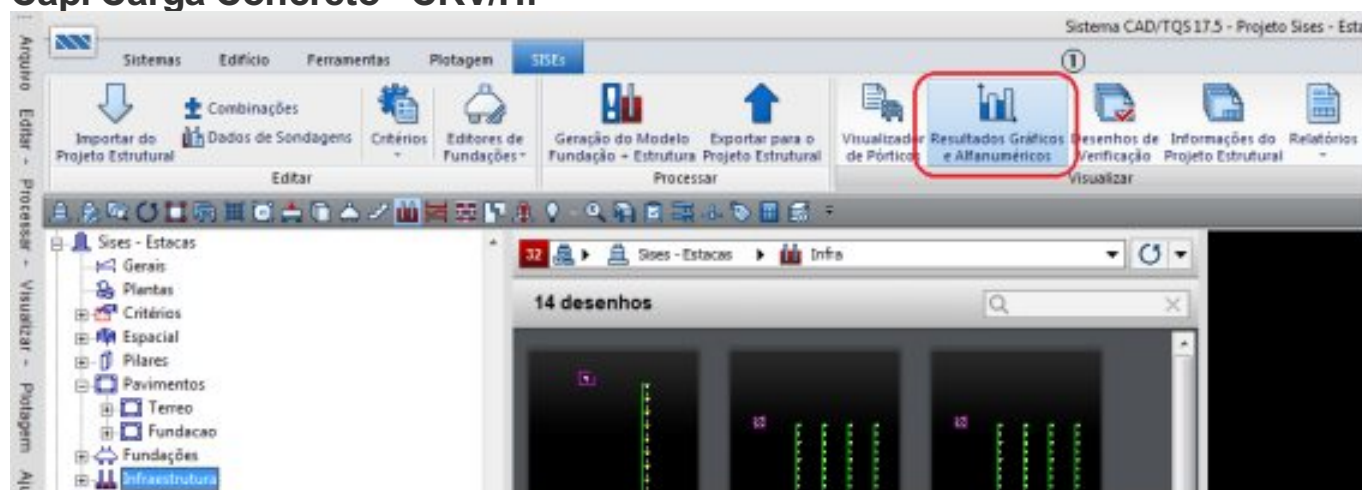 Sistema CAD/TQS 17.5 - Projeto Sises - Esta
Sistemas Edifício Ferramentas Plotagem SISEs
①
Importar do Projeto Estrutural
Combinações
Dados de Sondagens
Critérios
Editores de Fundações
Geração do Modelo Fundação + Estrutura
Exportar para o Projeto Estrutural
Visualizador de Pórticos
Resultados Gráficos e Alfanuméricos
Desenhos de Verificação
Informações do Projeto Estrutural
Relatórios
Editar Processar Visualizar
Arquivo Editar - Processar - Visualizar - Plotagem
Sises - Estacas
Gerais
Plantas
Critérios
Espacial
Pilares
Pavimentos
Terreo
Fundacao
Fundações
Infraestrutura
32 Sises - Estacas Infra
14 desenhos